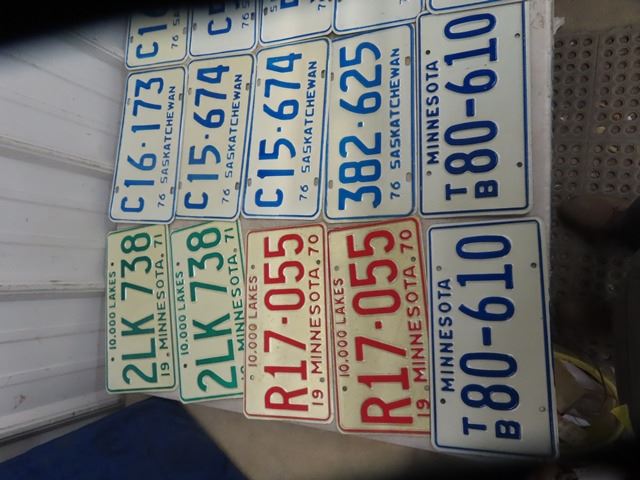 C16·173
76 SASKATCHEWAN
C15·674
76 SASKATCHEWAN
C15·674
76 SASKATCHEWAN
382·625
76 SASKATCHEWAN
MINNESOTA
TB80-610
10,000 LAKES
2LK 738
19 MINNESOTA 71
10,000 LAKES
2LK 738
19 MINNESOTA 71
10,000 LAKES
R17·055
19 MINNESOTA 70
10,000 LAKES
R17·055
19 MINNESOTA 70
MINNESOTA
TB80-610